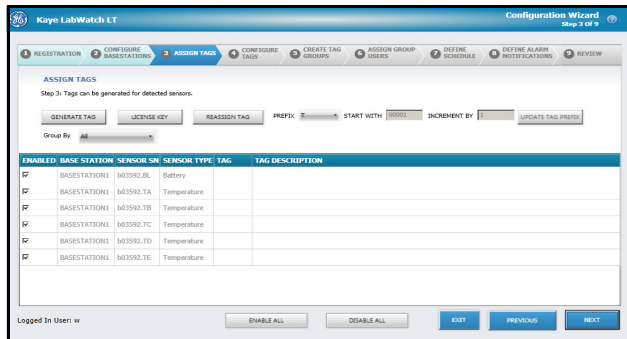 Kaye LabWatch LT
Configuration Wizard
Step 3 Of 9
1 REGISTRATION 2 CONFIGURE BASESTATIONS 3 ASSIGN TAGS 4 CONFIGURE TAGS 5 CREATE TAG GROUPS 6 ASSIGN GROUP USERS 7 DEFINE SCHEDULE 8 DEFINE ALARM NOTIFICATIONS 9 REVIEW
ASSIGN TAGS
Step 3: Tags can be generated for detected sensors.
GENERATE TAG LICENSE KEY REASSIGN TAG PREFIX T START WITH 00001 INCREMENT BY 1 UPDATE TAG PREFIX
Group By All
ENABLED BASE STATION SENSOR SN SENSOR TYPE TAG TAG DESCRIPTION
BASESTATION1 b03592.BL Battery
BASESTATION1 b03592.TA Temperature
BASESTATION1 b03592.TB Temperature
BASESTATION1 b03592.TC Temperature
BASESTATION1 b03592.TD Temperature
BASESTATION1 b03592.TE Temperature
Logged In User: w ENABLE ALL DISABLE ALL EXIT PREVIOUS NEXT